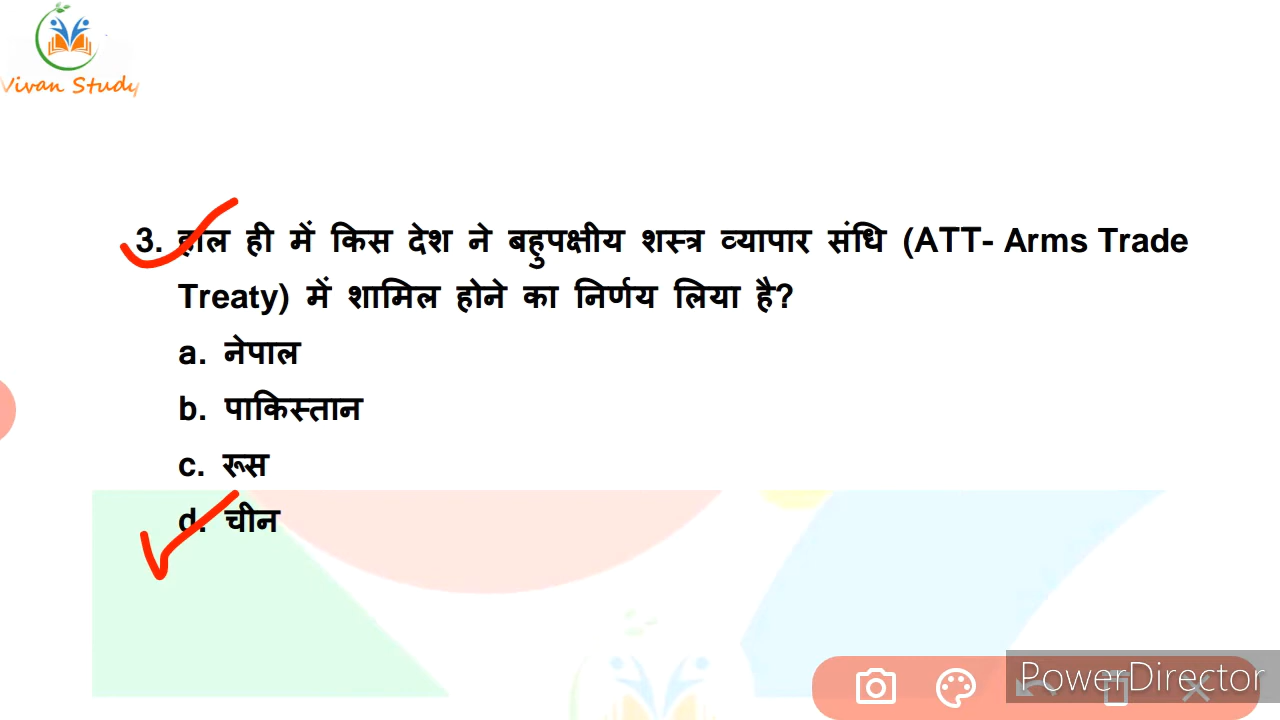 Vivan Study
3. हाल ही में किस देश ने बहुपक्षीय शस्त्र व्यापार संधि (ATT- Arms Trade
Treaty) में शामिल होने का निर्णय लिया है?
a. नेपाल
b. पाकिस्तान
c. रूस
d. चीन
PowerDirector